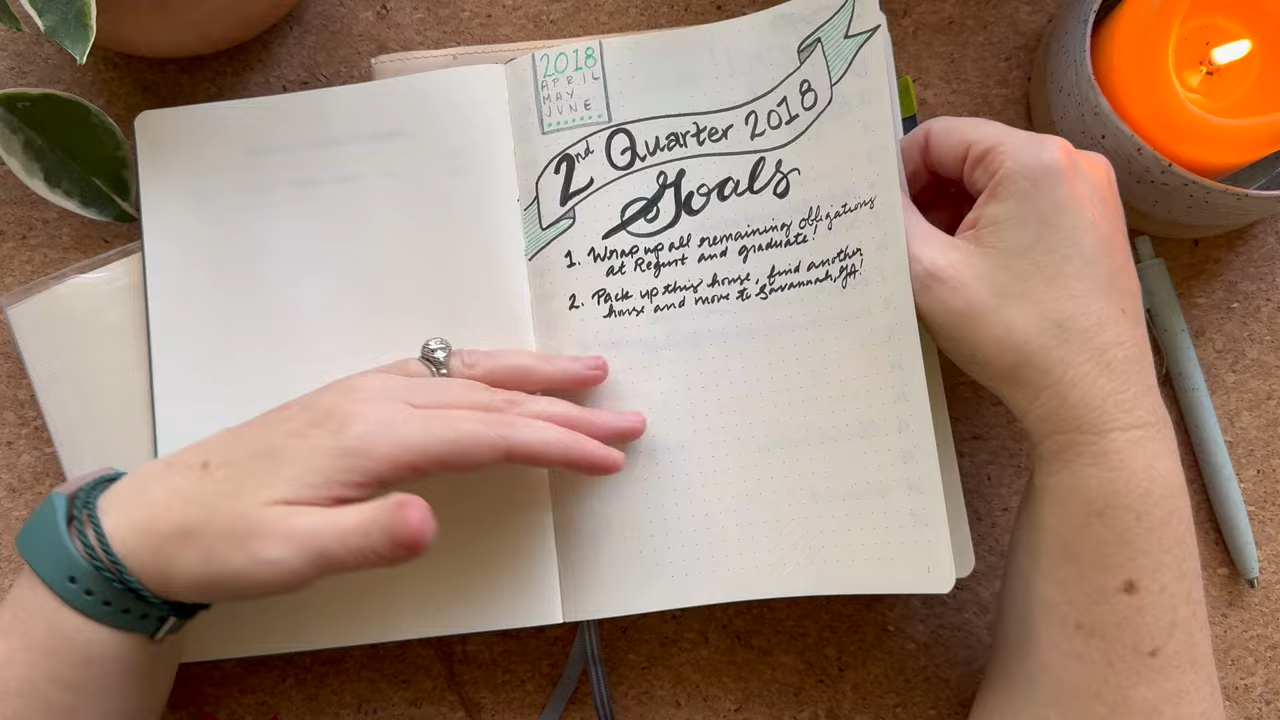 2018
APRIL
MAY
JUNE
2nd Quarter 2018
Goals
1. Wrap up all remaining obligations
at Regent and graduate!
2. Pack up this house, find another
house and move to Savannah, GA!
1